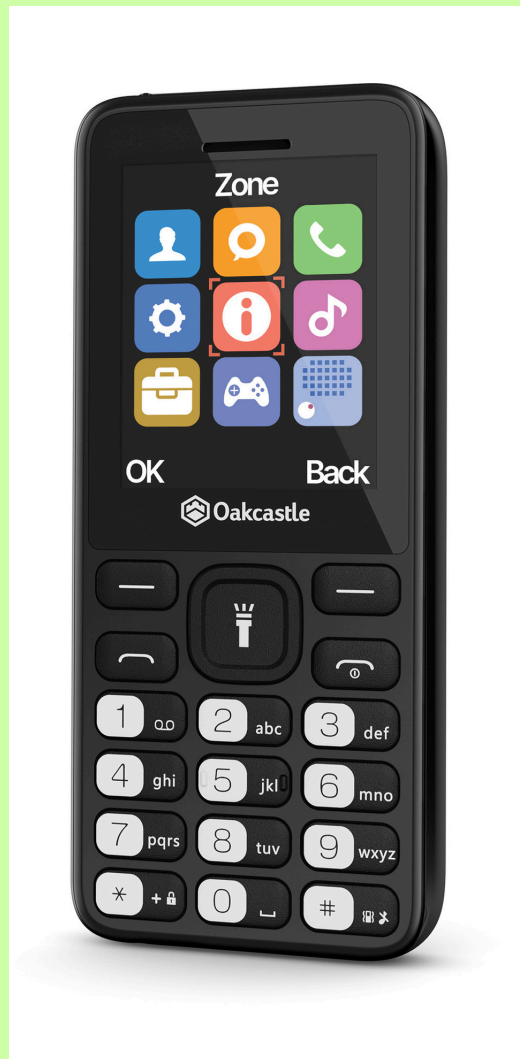 Zone
OK Back
Oakcastle
1 2 abc 3 def
4 ghi 5 jkl 6 mno
7 pqrs 8 tuv 9 wxyz
* + 0 #